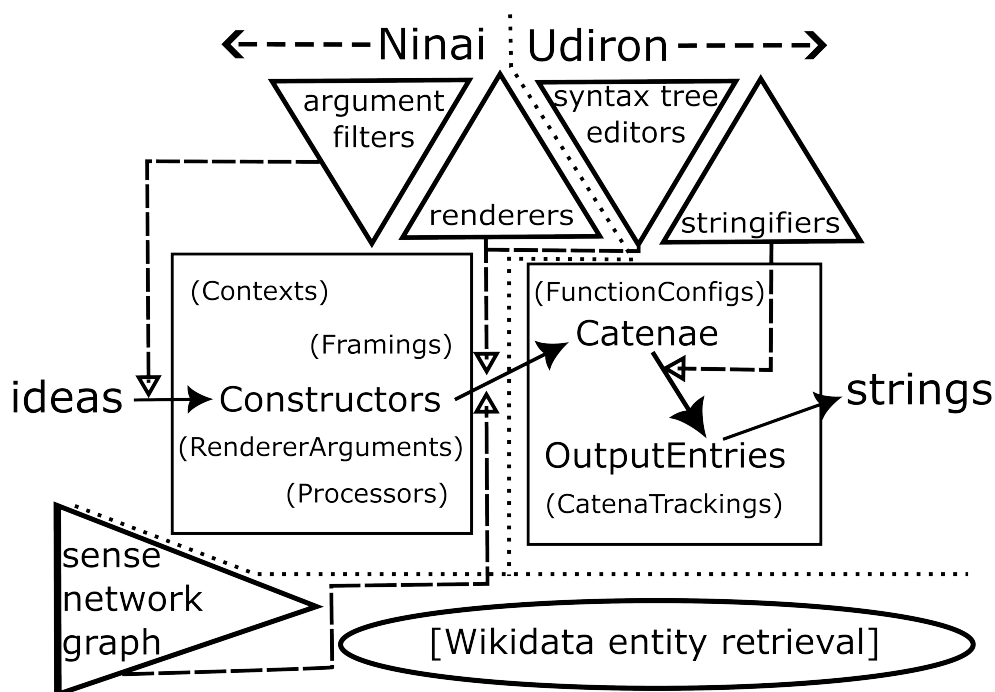 Ninai
Udiron
argument
filters
renderers
syntax tree
editors
stringifiers
(Contexts)
(Framings)
ideas
Constructors
(RendererArguments)
(Processors)
(FunctionConfigs)
Catenae
strings
OutputEntries
(CatenaTrackings)
sense
network
graph
[Wikidata entity retrieval]